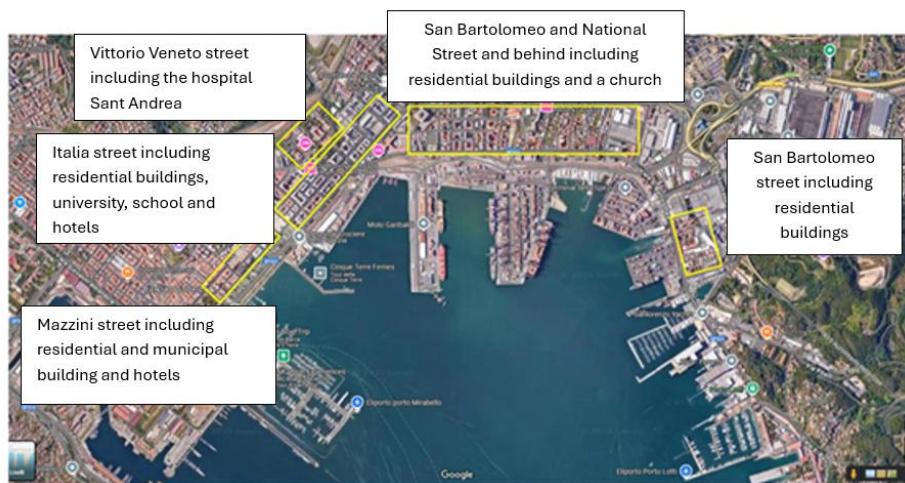 Vittorio Veneto street
including the hospital
Sant Andrea
San Bartolomeo and National
Street and behind including
residential buildings and a church
Italia street including
residential buildings,
university, school and
hotels
San Bartolomeo
street including
residential
buildings
Mazzini street including
residential and municipal
building and hotels
Molo Garibaldi
Cinque Terre Ferries
Eliporto porto Mirabello
Eliporto Porto Lotti
Google